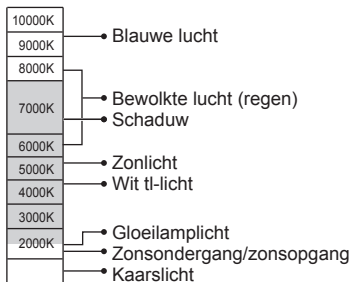 10000K
9000K
8000K
7000K
6000K
5000K
4000K
3000K
2000K
Blauwe lucht
Bewolkte lucht (regen)
Schaduw
Zonlicht
Wit tl-licht
Gloeilamplicht
Zonsondergang/zonsopgang
Kaarslicht